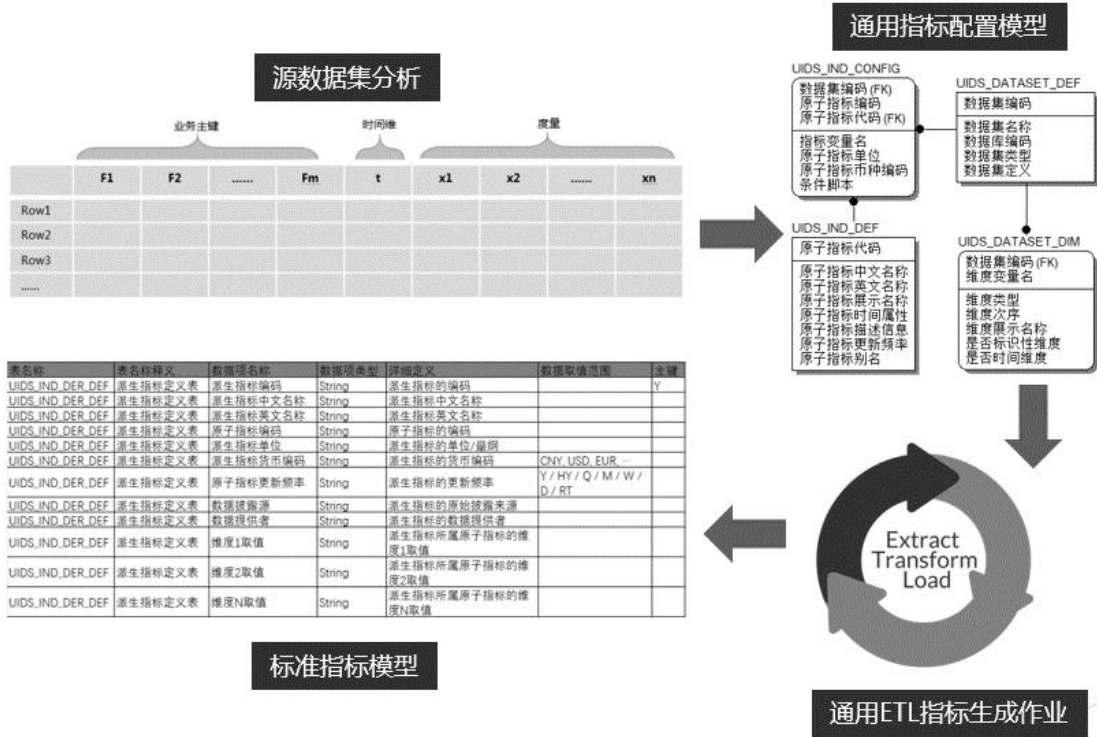 源数据集分析
业务主键 时间维 度量
F1 F2 ...... Fm t x1 x2 ...... xn
Row1
Row2
Row3
......
通用指标配置模型
UIDS_IND_CONFIG
数据集编码 (FK)
原子指标编码
原子指标代码 (FK)
指标变量名
原子指标单位
原子指标币种编码
条件脚本
UIDS_DATASET_DEF
数据集编码
数据集名称
数据库编码
数据集类型
数据集定义
UIDS_IND_DEF
原子指标代码
原子指标中文名称
原子指标英文名称
原子指标展示名称
原子指标时间属性
原子指标描述信息
原子指标更新频率
原子指标别名
UIDS_DATASET_DIM
数据集编码 (FK)
维度变量名
维度类型
维度次序
维度展示名称
是否标识性维度
是否时间维度
Extract
Transform
Load
通用ETL指标生成作业
表名称 表名称释义 数据项名称 数据项类型 详细定义 数据取值范围 主键
UIDS_IND_DER_DEF 派生指标定义表 派生指标编码 String 派生指标的编码 Y
UIDS_IND_DER_DEF 派生指标定义表 派生指标中文名称 String 派生指标中文名称
UIDS_IND_DER_DEF 派生指标定义表 派生指标英文名称 String 派生指标英文名称
UIDS_IND_DER_DEF 派生指标定义表 原子指标编码 String 原子指标的编码
UIDS_IND_DER_DEF 派生指标定义表 派生指标单位 String 派生指标的单位/量纲
UIDS_IND_DER_DEF 派生指标定义表 派生指标货币编码 String 派生指标的货币编码 CNY, USD, EUR, ...
UIDS_IND_DER_DEF 派生指标定义表 原子指标更新频率 String 派生指标的更新频率 Y / HY / Q / M / W /
D / RT
UIDS_IND_DER_DEF 派生指标定义表 数据披露源 String 派生指标的原始披露来源
UIDS_IND_DER_DEF 派生指标定义表 数据提供者 String 派生指标的数据提供者
UIDS_IND_DER_DEF 派生指标定义表 维度1取值 String 派生指标所属原子指标的维
度1取值
UIDS_IND_DER_DEF 派生指标定义表 维度2取值 String 派生指标所属原子指标的维
度2取值
UIDS_IND_DER_DEF 派生指标定义表 维度N取值 String 派生指标所属原子指标的维
度N取值
标准指标模型